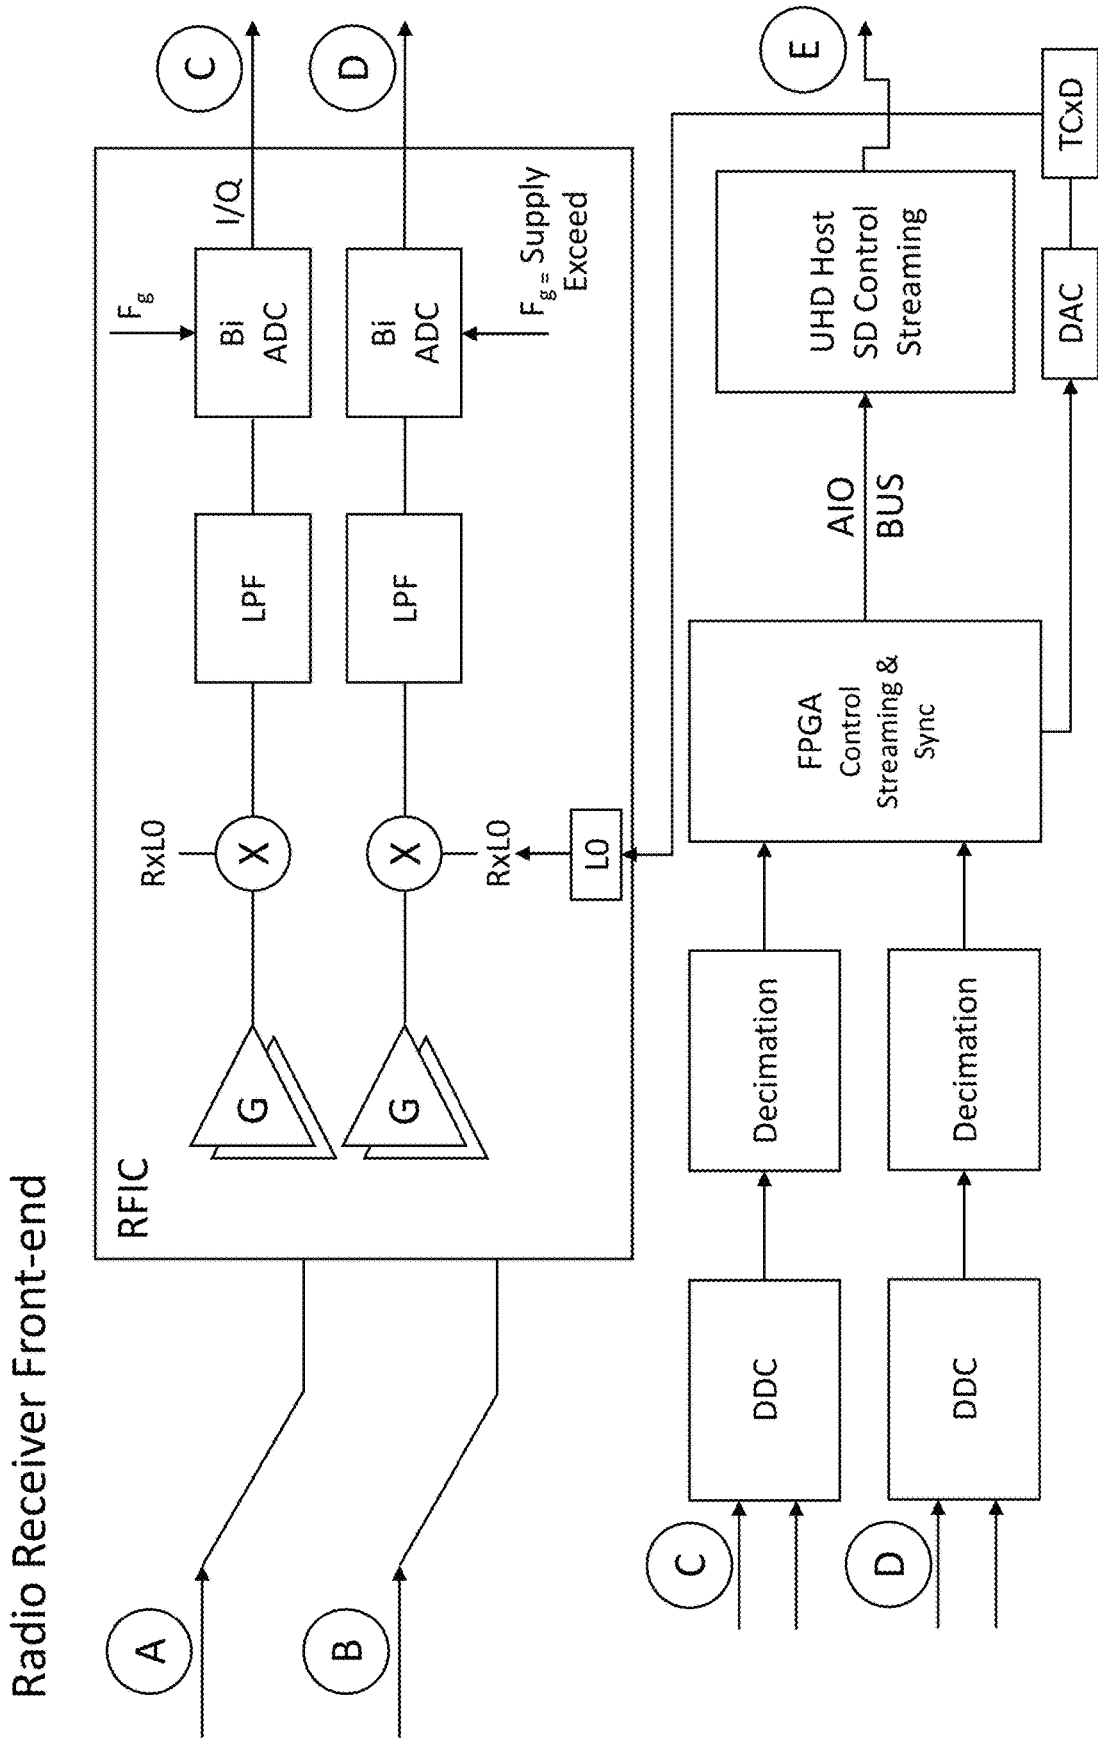 Radio Receiver Front-end
A
B
RFIC
G
G
RxLO
X
X
RxLO
LO
LPF
LPF
F g
Bi
ADC
Bi
ADC
F g = Supply
Exceed
I/Q
C
D
C
D
DDC
DDC
Decimation
Decimation
FPGA
Control
Streaming &
Sync
AIO
BUS
UHD Host
SD Control
Streaming
DAC
TCxD
E